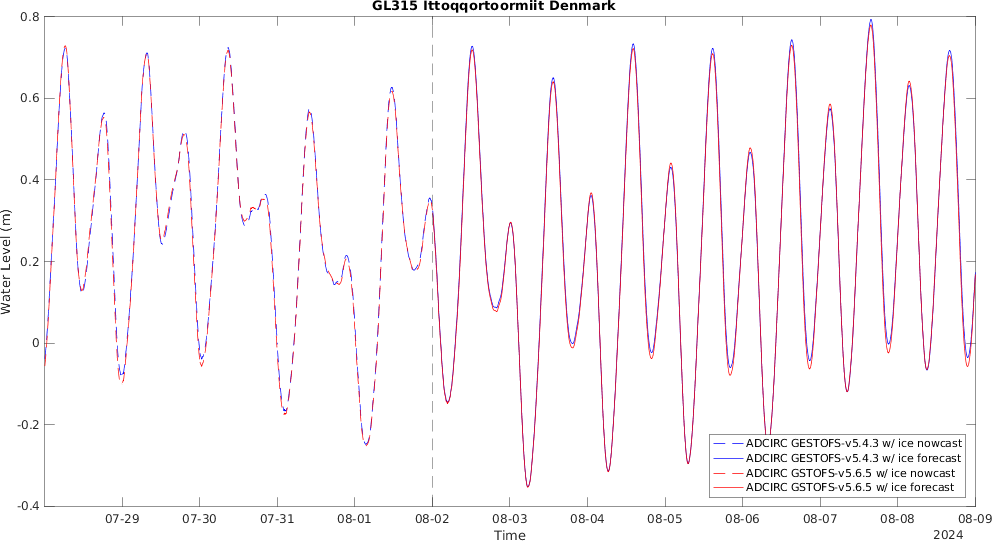 GL315 Ittoqqortoormiit Denmark
0.8
0.6
0.4
0.2
0
-0.2
-0.4
Water Level (m)
ADCIRC GESTOFS-v5.4.3 w/ ice nowcast
ADCIRC GESTOFS-v5.4.3 w/ ice forecast
ADCIRC GSTOFS-v5.6.5 w/ ice nowcast
ADCIRC GSTOFS-v5.6.5 w/ ice forecast
07-29 07-30 07-31 08-01 08-02 08-03 08-04 08-05 08-06 08-07 08-08 08-09
Time
2024